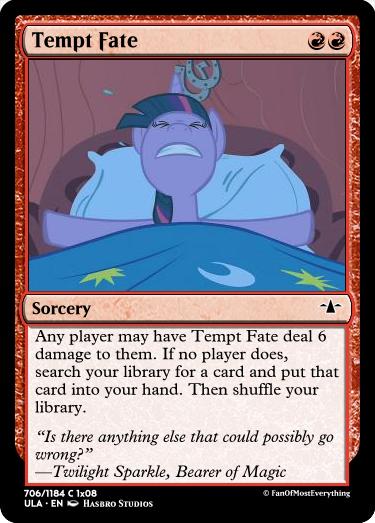 Tempt Fate
Sorcery
Any player may have Tempt Fate deal 6
damage to them. If no player does,
search your library for a card and put that
card into your hand. Then shuffle your
library.
“Is there anything else that could possibly go
wrong?”
—Twilight Sparkle, Bearer of Magic
706/1184 C 1x08
ULA • EN HASBRO STUDIOS
© FanOfMostEverything